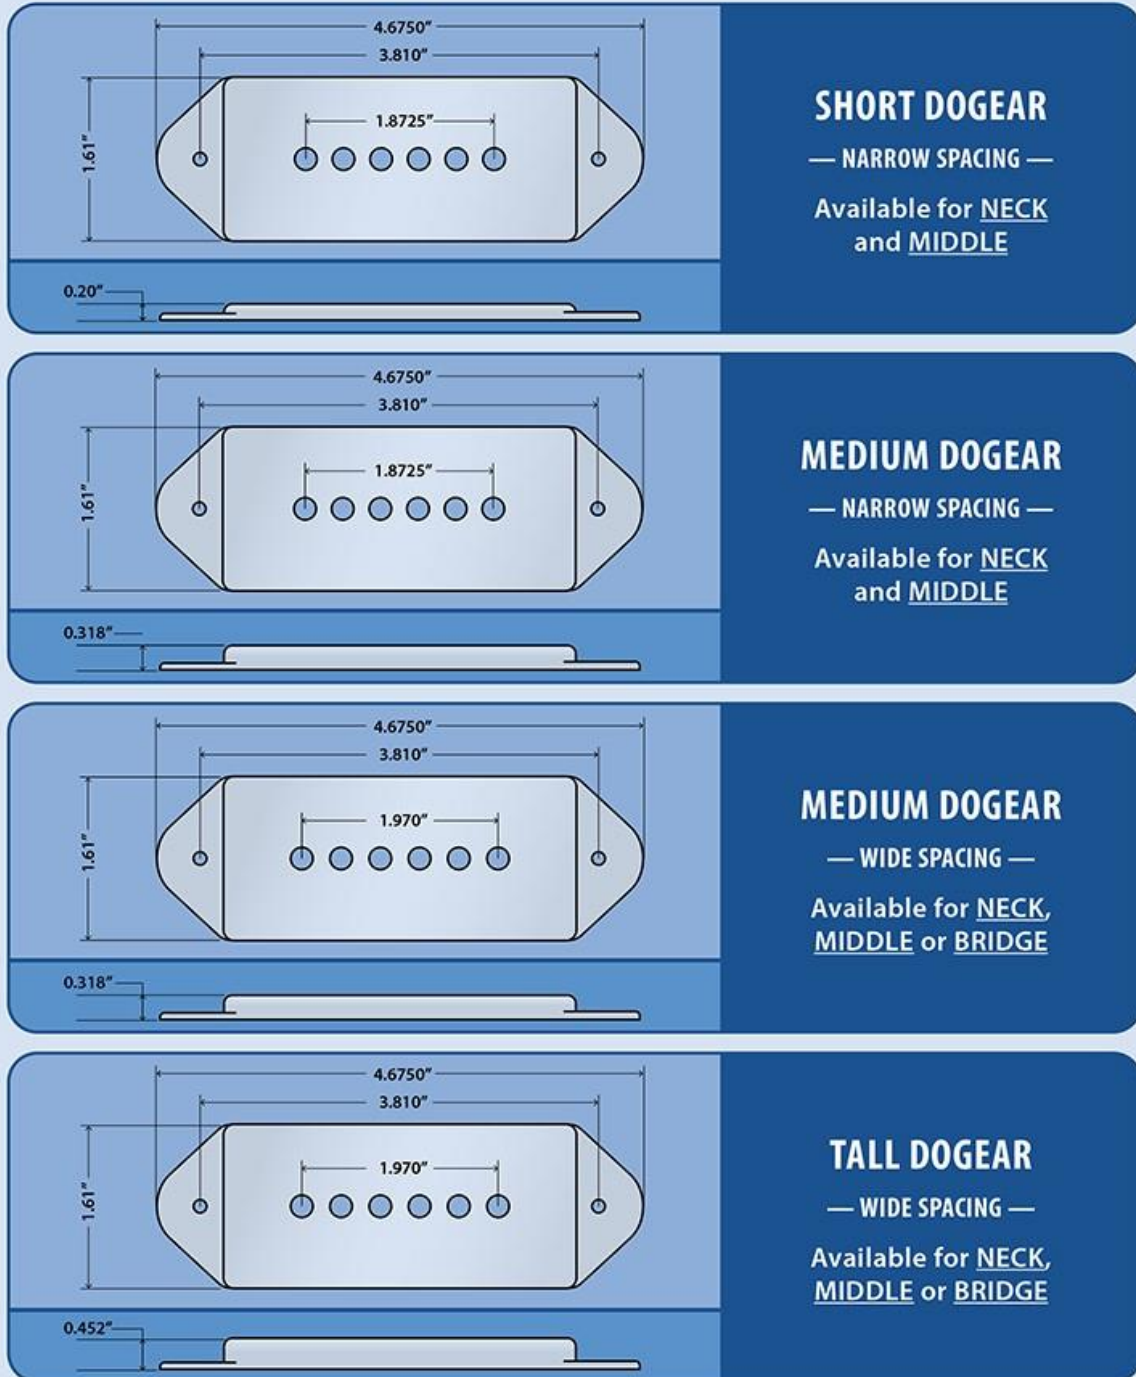 4.6750"
3.810"
1.8725"
1.61"
0.20"
SHORT DOGEAR
— NARROW SPACING —
Available for NECK
and MIDDLE
4.6750"
3.810"
1.8725"
1.61"
0.318"
MEDIUM DOGEAR
— NARROW SPACING —
Available for NECK
and MIDDLE
4.6750"
3.810"
1.970"
1.61"
0.318"
MEDIUM DOGEAR
— WIDE SPACING —
Available for NECK,
MIDDLE or BRIDGE
4.6750"
3.810"
1.970"
1.61"
0.452"
TALL DOGEAR
— WIDE SPACING —
Available for NECK,
MIDDLE or BRIDGE